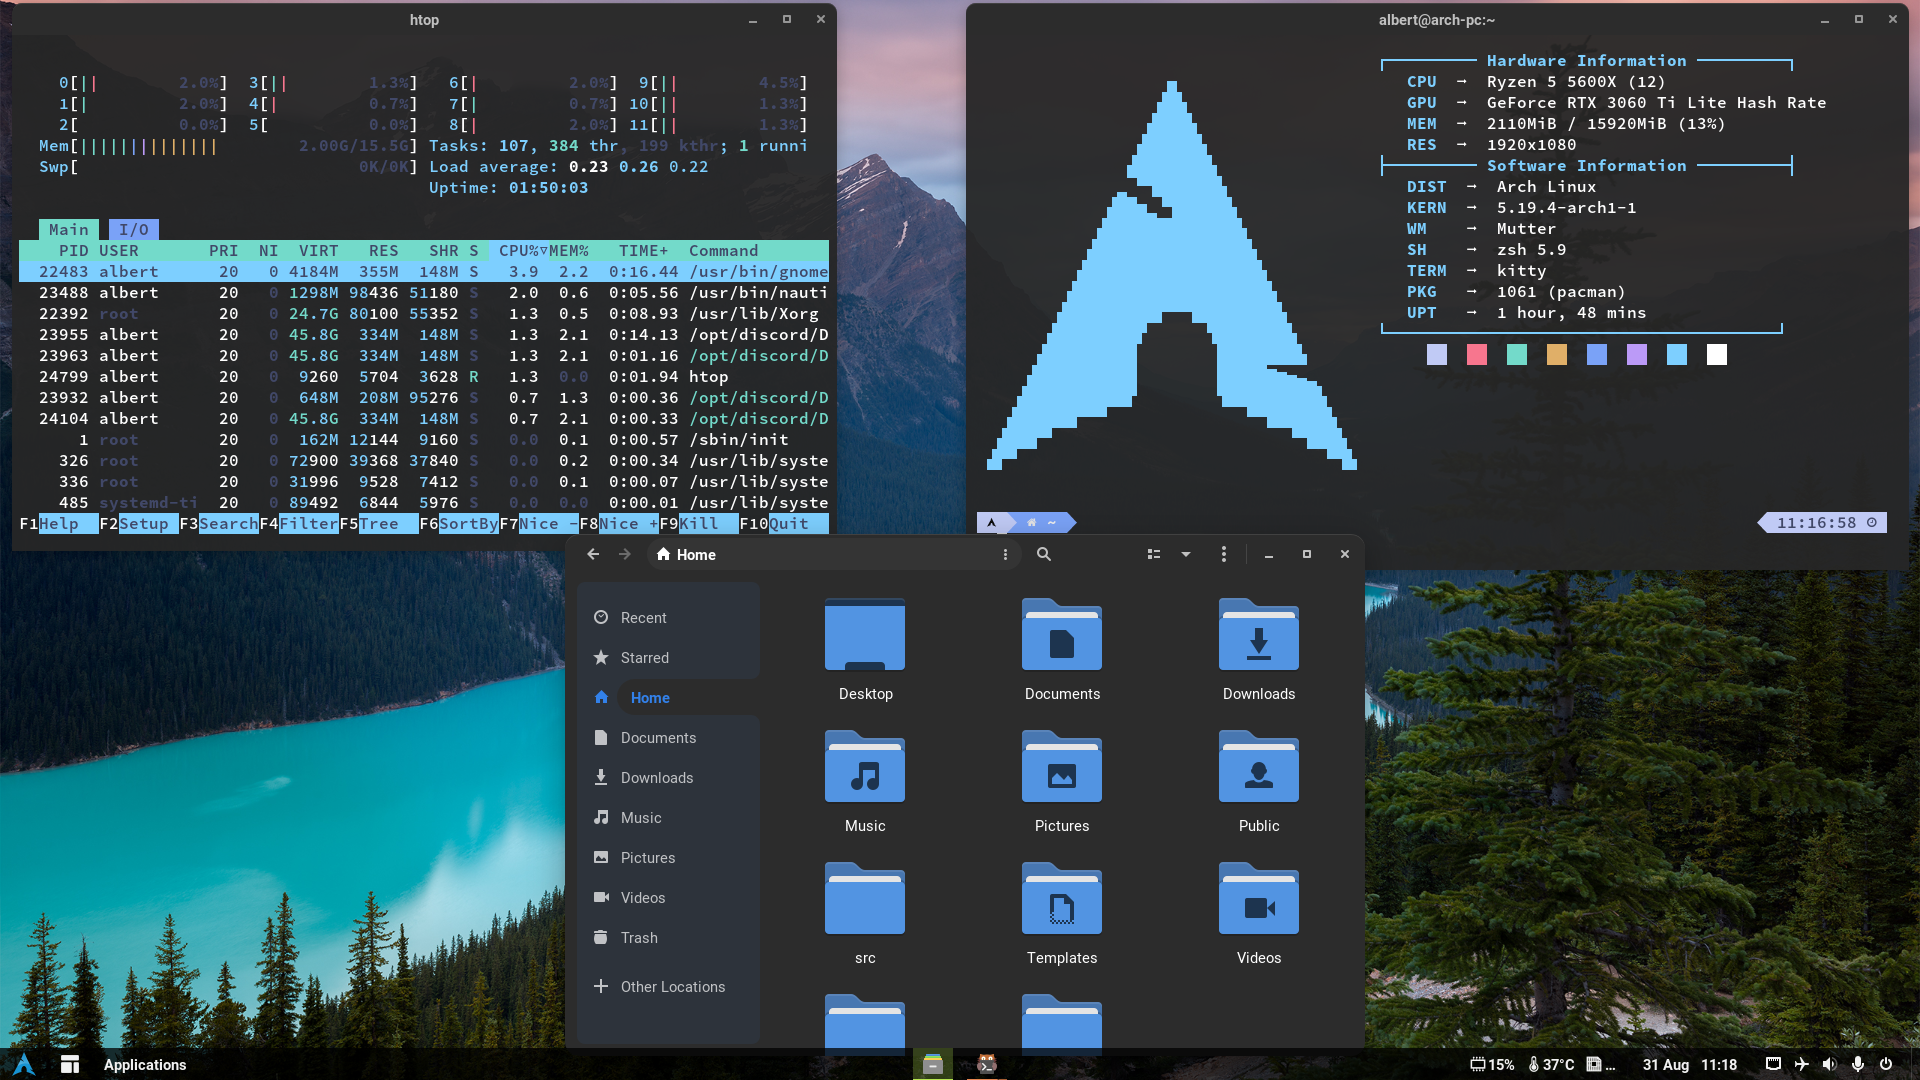 htop
0[|| 2.0%] 3[|| 1.3%] 6[| 2.0%] 9[|| 4.5%]
1[| 2.0%] 4[| 0.7%] 7[| 0.7%] 10[|| 1.3%]
2[ 0.0%] 5[ 0.0%] 8[| 2.0%] 11[|| 1.3%]
Mem[|||||||||||||| 2.00G/15.5G] Tasks: 107, 384 thr, 199 kthr; 1 runni
Swp[ 0K/0K] Load average: 0.23 0.26 0.22
Uptime: 01:50:03
Main I/O
PID USER PRI NI VIRT RES SHR S CPU%▽MEM% TIME+ Command
22483 albert 20 0 4184M 355M 148M S 3.9 2.2 0:16.44 /usr/bin/gnome
23488 albert 20 0 1298M 98436 51180 S 2.0 0.6 0:05.56 /usr/bin/nauti
22392 root 20 0 24.7G 80100 55352 S 1.3 0.5 0:08.93 /usr/lib/Xorg
23955 albert 20 0 45.8G 334M 148M S 1.3 2.1 0:14.13 /opt/discord/D
23963 albert 20 0 45.8G 334M 148M S 1.3 2.1 0:01.16 /opt/discord/D
24799 albert 20 0 9260 5704 3628 R 1.3 0.0 0:01.94 htop
23932 albert 20 0 648M 208M 95276 S 0.7 1.3 0:00.36 /opt/discord/D
24104 albert 20 0 45.8G 334M 148M S 0.7 2.1 0:00.33 /opt/discord/D
1 root 20 0 162M 12144 9160 S 0.0 0.1 0:00.57 /sbin/init
326 root 20 0 72900 39368 37840 S 0.0 0.2 0:00.34 /usr/lib/syste
336 root 20 0 31996 9528 7412 S 0.0 0.1 0:00.07 /usr/lib/syste
485 systemd-ti 20 0 89492 6844 5976 S 0.0 0.0 0:00.01 /usr/lib/syste
F1Help F2Setup F3SearchF4FilterF5Tree F6SortByF7Nice -F8Nice +F9Kill F10Quit
albert@arch-pc:~
Hardware Information
CPU → Ryzen 5 5600X (12)
GPU → GeForce RTX 3060 Ti Lite Hash Rate
MEM → 2110MiB / 15920MiB (13%)
RES → 1920x1080
Software Information
DIST → Arch Linux
KERN → 5.19.4-arch1-1
WM → Mutter
SH → zsh 5.9
TERM → kitty
PKG → 1061 (pacman)
UPT → 1 hour, 48 mins
~
11:16:58
Home
Recent
Starred
Home
Documents
Downloads
Music
Pictures
Videos
Trash
Other Locations
Desktop Documents Downloads
Music Pictures Public
src Templates Videos
Applications
15% 37°C ... 31 Aug 11:18